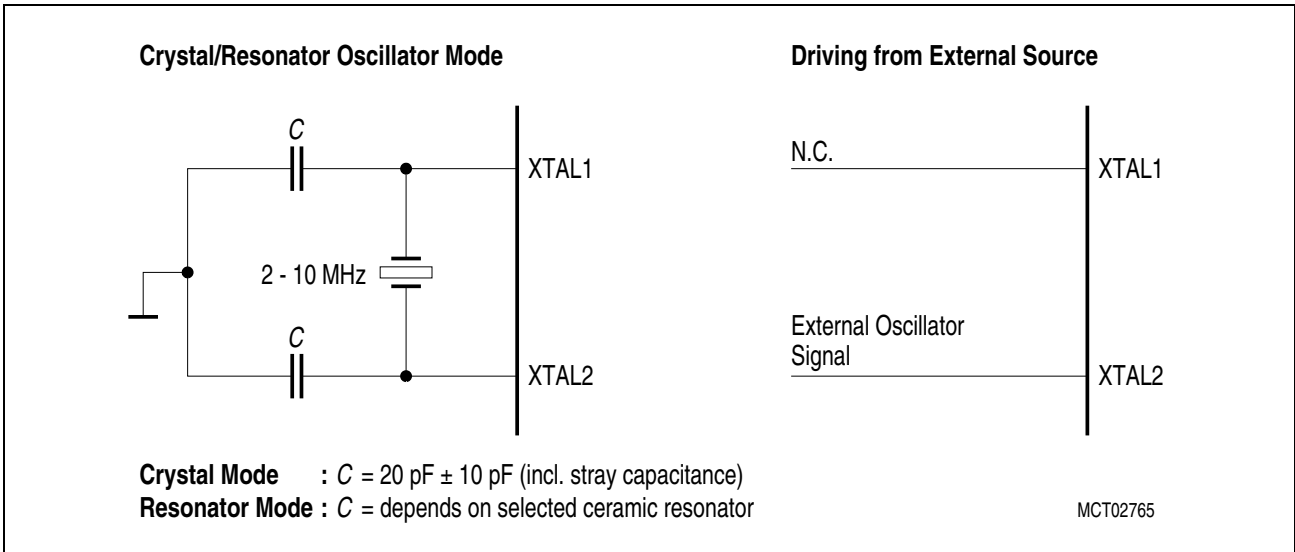 Crystal/Resonator Oscillator Mode
C
XTAL1
2 - 10 MHz
C
XTAL2
Driving from External Source
N.C.
XTAL1
External Oscillator
Signal
XTAL2
Crystal Mode : C = 20 pF ± 10 pF (incl. stray capacitance)
Resonator Mode : C = depends on selected ceramic resonator
MCT02765